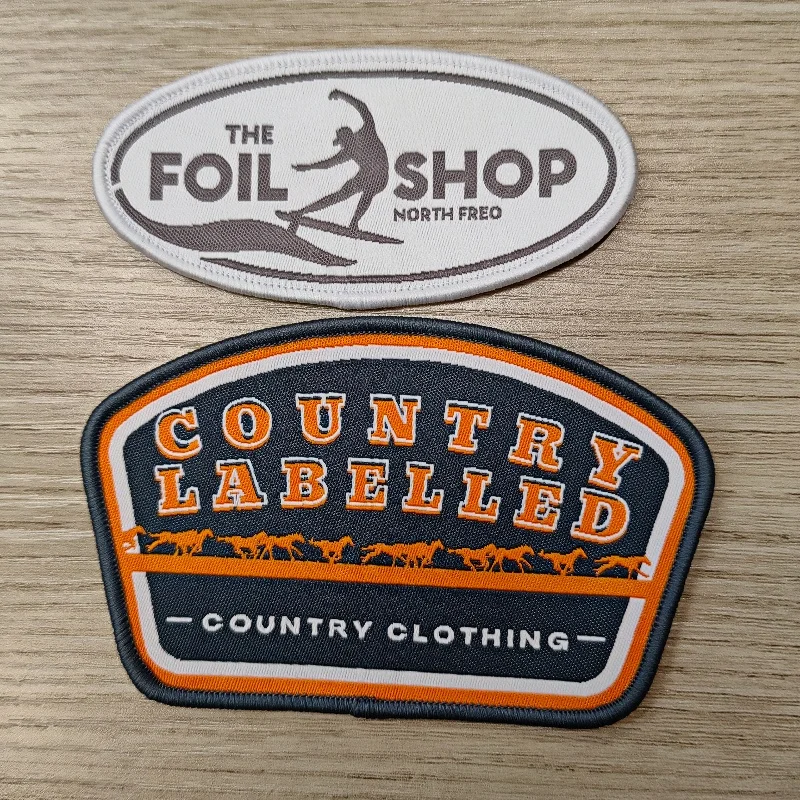 THE
FOIL SHOP
NORTH FREO
COUNTRY
LABELLED
— COUNTRY CLOTHING —